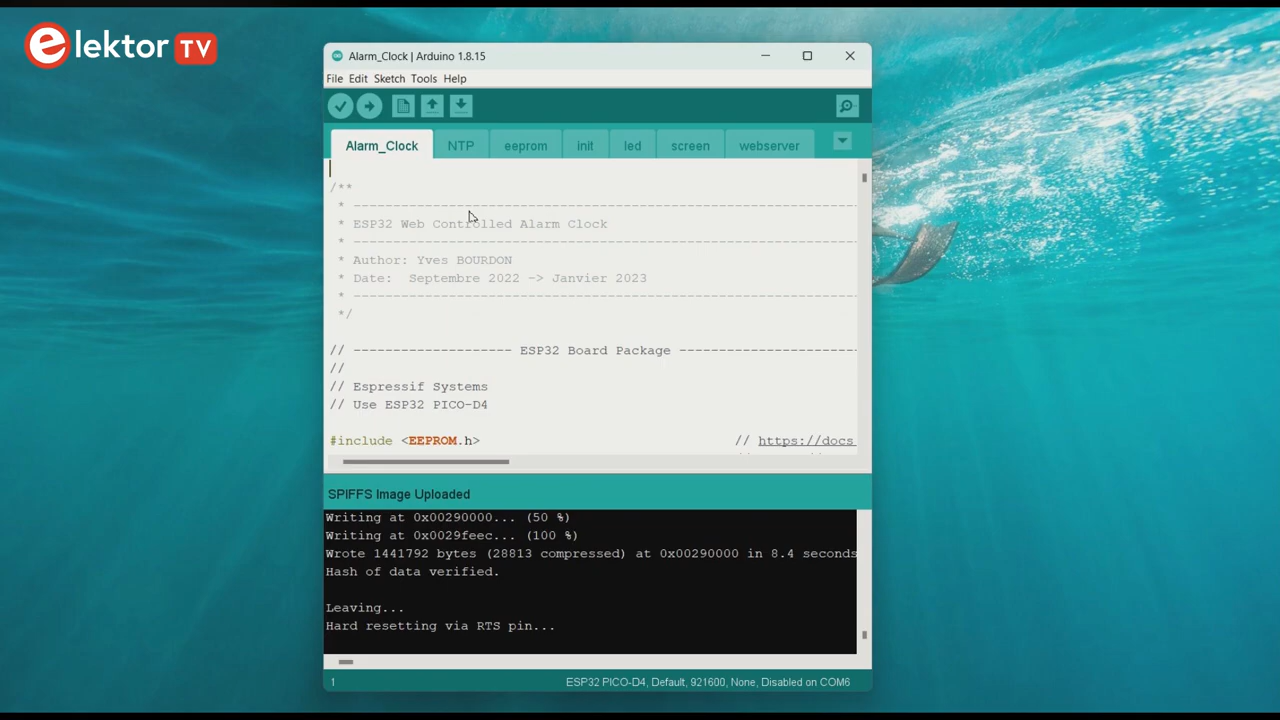 elektor TV
Alarm_Clock | Arduino 1.8.15
File Edit Sketch Tools Help
Alarm_Clock NTP eeprom init led screen webserver
/**
* ------------------------------------------------------------
* ESP32 Web Controlled Alarm Clock
* ------------------------------------------------------------
* Author: Yves BOURDON
* Date:  Septembre 2022 -> Janvier 2023
* ------------------------------------------------------------
*/
// -------------------- ESP32 Board Package -----------------------
//
// Espressif Systems
// Use ESP32 PICO-D4
#include <EEPROM.h> // https://docs
SPIFFS Image Uploaded
Writing at 0x00290000... (50 %)
Writing at 0x0029feec... (100 %)
Wrote 1441792 bytes (28813 compressed) at 0x00290000 in 8.4 seconds
Hash of data verified.
Leaving...
Hard resetting via RTS pin...
1 ESP32 PICO-D4, Default, 921600, None, Disabled on COM6